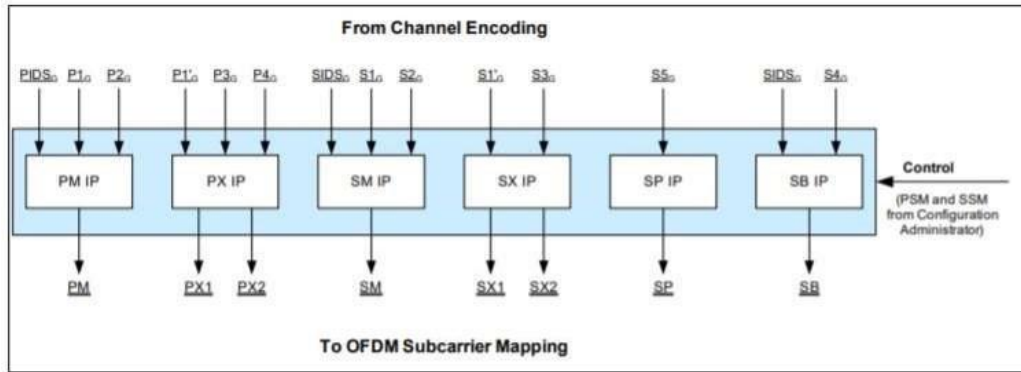 From Channel Encoding
PIDSG P1G P2G P1'G P3G P4G SIDSG S1G S2G S1'G S3G S5G SIDSG S4G
PM IP PX IP SM IP SX IP SP IP SB IP
Control
(PSM and SSM
from Configuration
Administrator)
PM PX1 PX2 SM SX1 SX2 SP SB
To OFDM Subcarrier Mapping